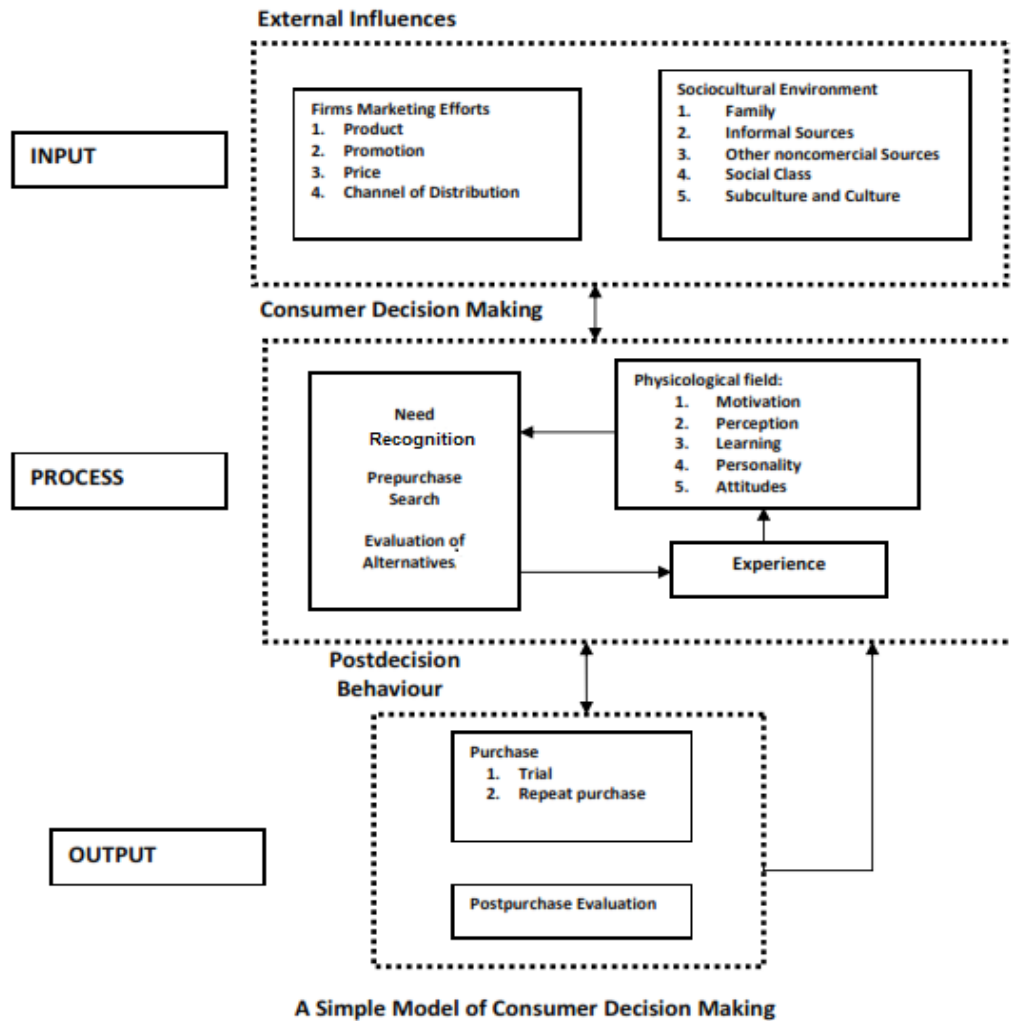 External Influences
INPUT
Firms Marketing Efforts
1. Product
2. Promotion
3. Price
4. Channel of Distribution
Sociocultural Environment
1. Family
2. Informal Sources
3. Other noncomercial Sources
4. Social Class
5. Subculture and Culture
Consumer Decision Making
PROCESS
Need
Recognition
Prepurchase
Search
Evaluation of
Alternatives
Physicological field:
1. Motivation
2. Perception
3. Learning
4. Personality
5. Attitudes
Experience
Postdecision
Behaviour
OUTPUT
Purchase
1. Trial
2. Repeat purchase
Postpurchase Evaluation
A Simple Model of Consumer Decision Making